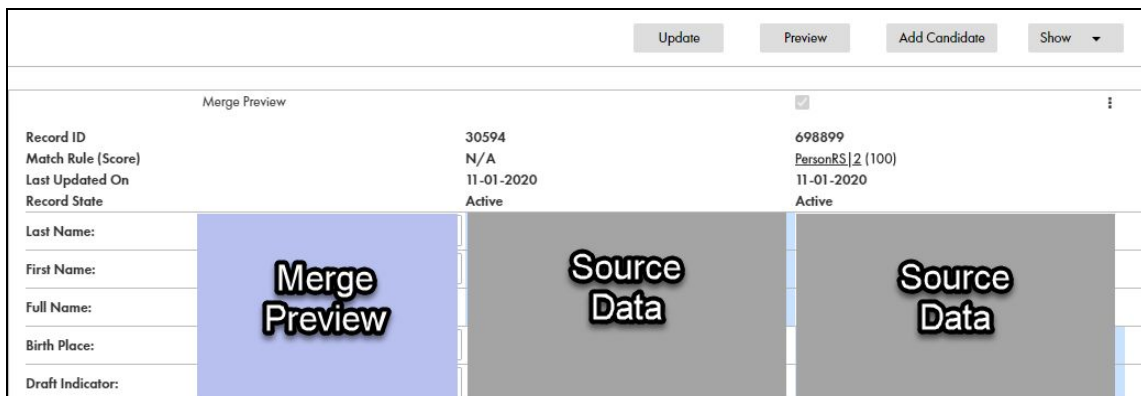 Update Preview Add Candidate Show
Merge Preview
Record ID 30594 698899
Match Rule (Score) N/A PersonRS|2 (100)
Last Updated On 11-01-2020 11-01-2020
Record State Active Active
Last Name:
First Name:
Full Name:
Birth Place:
Draft Indicator:
Merge
Preview
Source
Data
Source
Data